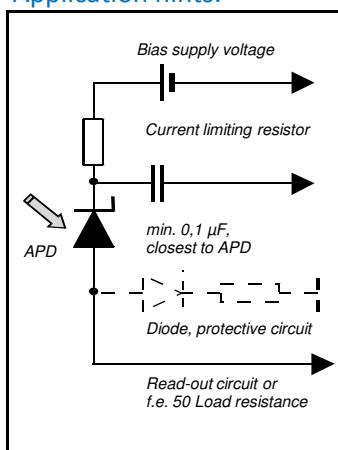 Application hints:
Bias supply voltage
Current limiting resistor
min. 0,1 µF,
closest to APD
APD
Diode, protective circuit
Read-out circuit or
f.e. 50 Load resistance